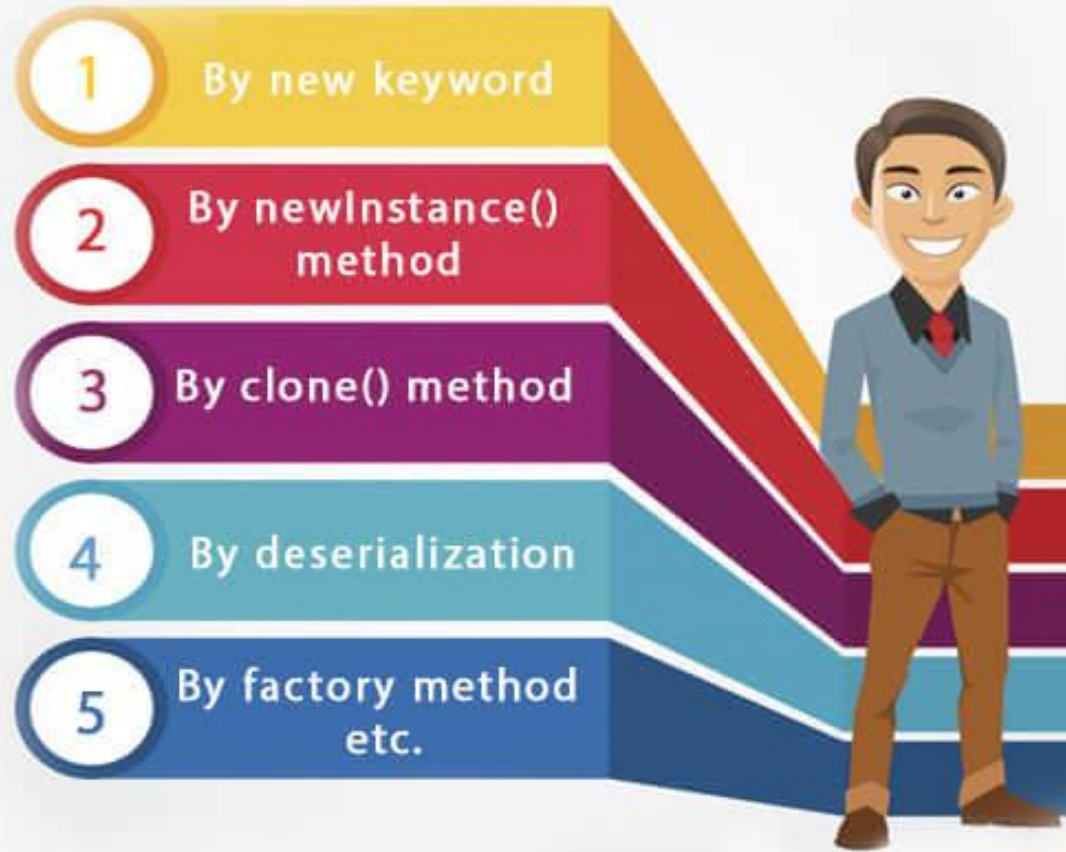 1
By new keyword
2
By newInstance()
method
3
By clone() method
4
By deserialization
5
By factory method
etc.